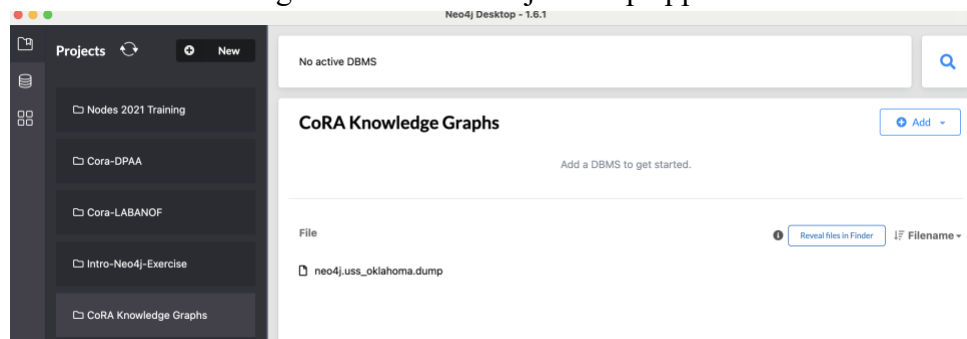 Neo4j Desktop - 1.6.1
Projects
New
No active DBMS
Nodes 2021 Training
CoRA Knowledge Graphs
Add
Cora-DPAA
Add a DBMS to get started.
Cora-LABANOF
File
Reveal files in Finder
Filename
Intro-Neo4j-Exercise
neo4j.uss_oklahoma.dump
CoRA Knowledge Graphs